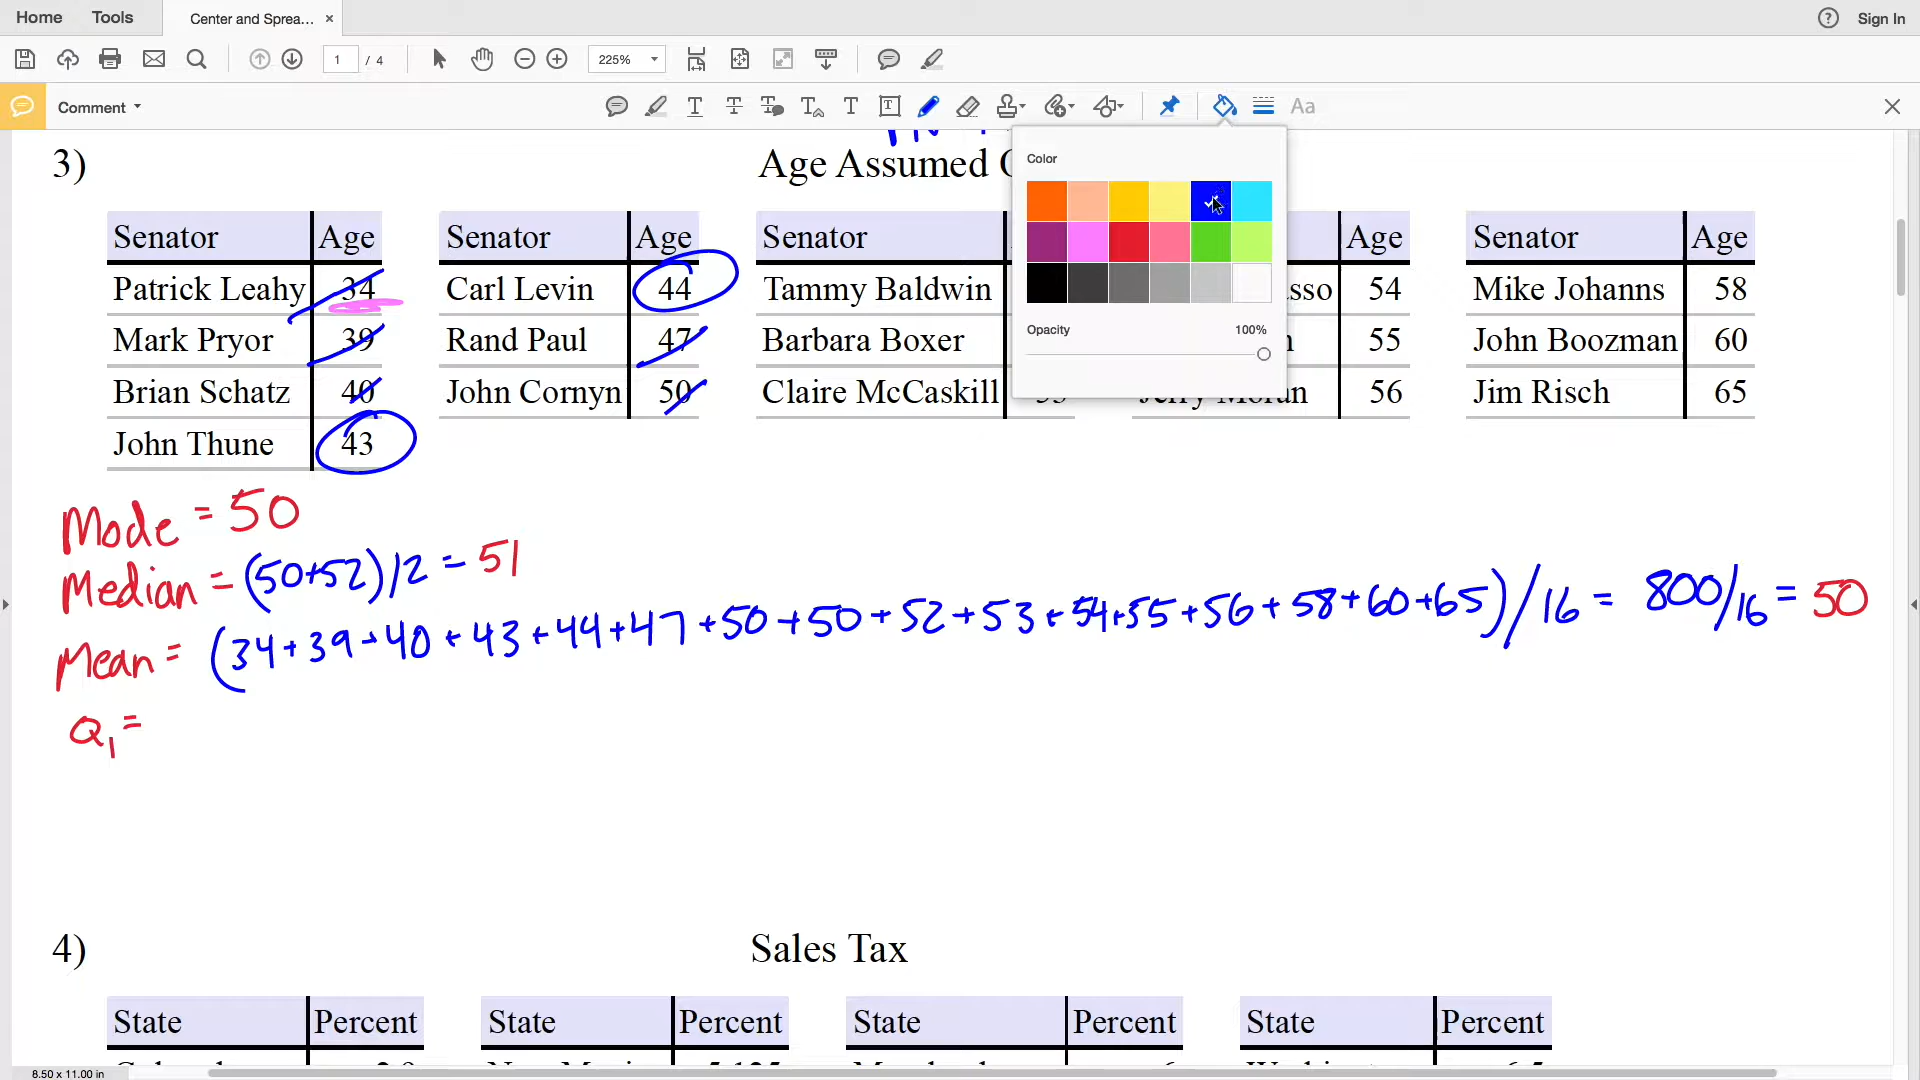 Home Tools Center and Sprea... × ? Sign In
1 / 4 225%
Comment Aa
3) Age Assumed
Color
Opacity 100%
Senator Age
Patrick Leahy 34
Mark Pryor 39
Brian Schatz 40
John Thune 43
Senator Age
Carl Levin 44
Rand Paul 47
John Cornyn 50
Senator
Tammy Baldwin
Barbara Boxer
Claire McCaskill
Age
54
55
Jerry Moran 56
Senator Age
Mike Johanns 58
John Boozman 60
Jim Risch 65
Mode = 50
Median = (50+52)/2 = 51
Mean = (34+39+40+43+44+47+50+50+52+53+54+55+56+58+60+65)/16 = 800/16 = 50
Q1 =
4) Sales Tax
State Percent State Percent State Percent State Percent
8.50 x 11.00 in